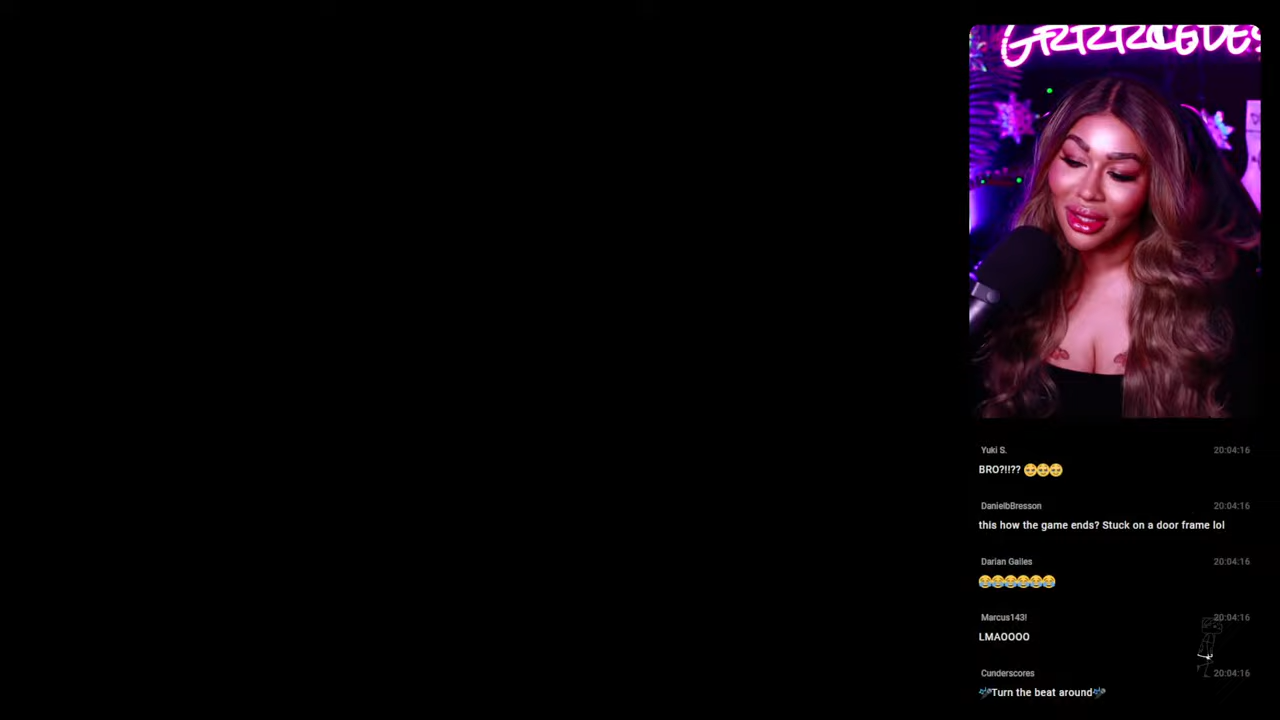 GRRRCEDES
Yuki S. 20:04:16
BRO?!!?? 🥺🥺🥺
DanielbBresson 20:04:16
this how the game ends? Stuck on a door frame lol
Darian Galles 20:04:16
😂😂😂😂😂😂
Marcus143! 20:04:16
LMAOOOO
Cunderscores 20:04:16
🎶Turn the beat around🎶